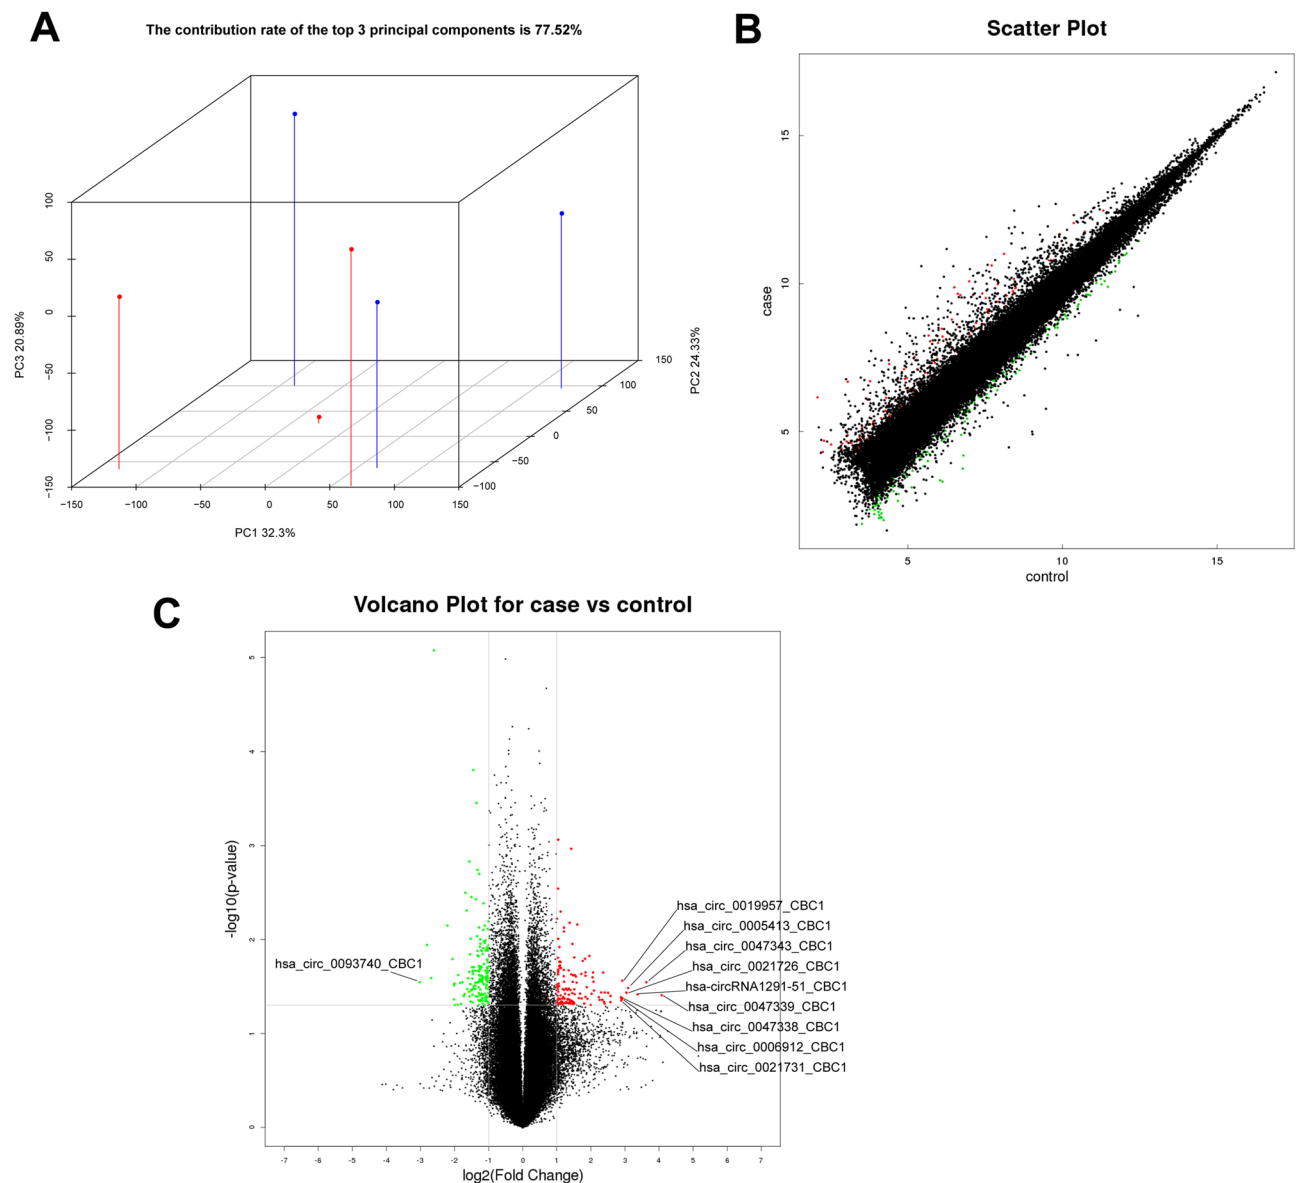 A
The contribution rate of the top 3 principal components is 77.52%
PC3 20.89%
100
50
0
−50
−100
−150
−150
−100
−50
0
50
100
150
PC1 32.3%
−100
−50
0
50
100
150
PC2 24.33%
B
Scatter Plot
case
15
10
5
5
10
15
control
C
Volcano Plot for case vs control
-log10(p-value)
5
4
3
2
1
0
hsa_circ_0093740_CBC1
hsa_circ_0019957_CBC1
hsa_circ_0005413_CBC1
hsa_circ_0047343_CBC1
hsa_circ_0021726_CBC1
hsa-circRNA1291-51_CBC1
hsa_circ_0047339_CBC1
hsa_circ_0047338_CBC1
hsa_circ_0006912_CBC1
hsa_circ_0021731_CBC1
-7 -6 -5 -4 -3 -2 -1 0 1 2 3 4 5 6 7
log2(Fold Change)